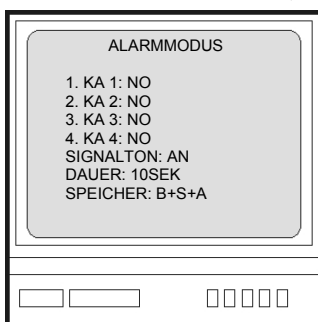 ALARMMODUS
1. KA 1: NO
2. KA 2: NO
3. KA 3: NO
4. KA 4: NO
SIGNALTON: AN
DAUER: 10SEK
SPEICHER: B+S+A